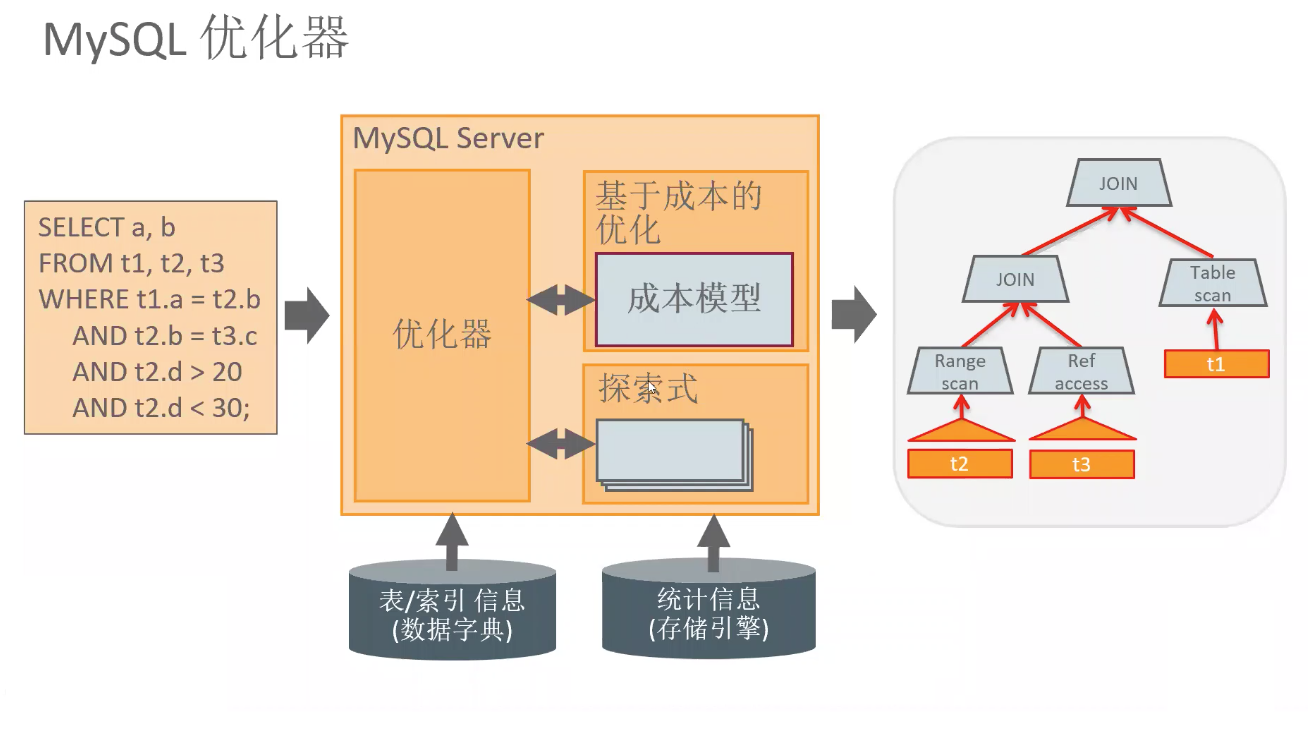 MySQL 优化器
SELECT a, b
FROM t1, t2, t3
WHERE t1.a = t2.b
AND t2.b = t3.c
AND t2.d > 20
AND t2.d < 30;
MySQL Server
优化器
基于成本的
优化
成本模型
探索式
表/索引 信息
(数据字典)
统计信息
(存储引擎)
JOIN
JOIN
Table
scan
Range
scan
Ref
access
t1
t2
t3